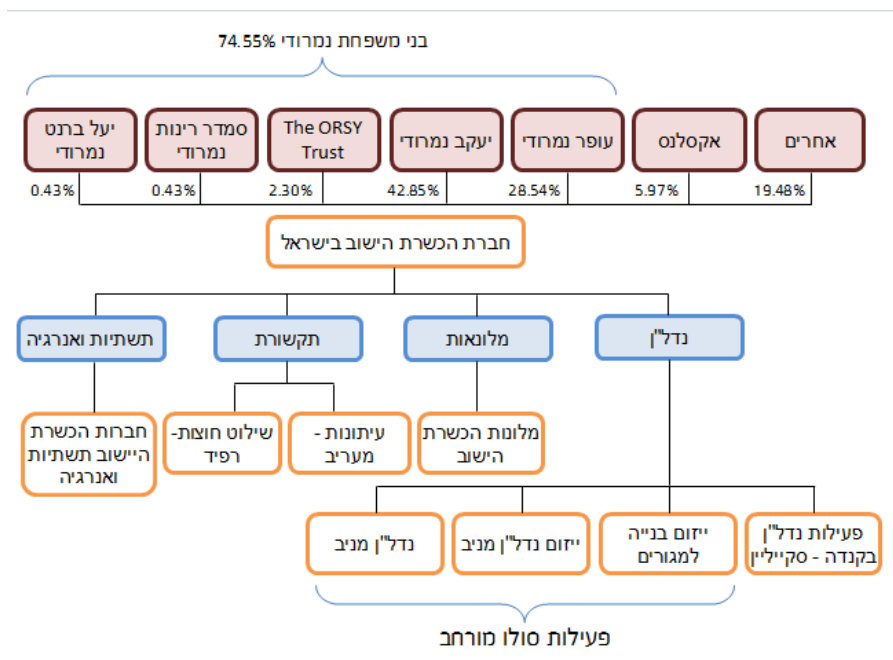 בני משפחת נמרודי 74.55%
אחרים
אקסלנס
עופר נמרודי
יעקב נמרודי
The ORSY
Trust
סמדר רינות
נמרודי
יעל ברנט
נמרודי
19.48%
5.97%
28.54%
42.85%
2.30%
0.43%
0.43%
חברת הכשרת הישוב בישראל
נדל"ן
מלונאות
תקשורת
תשתיות ואנרגיה
מלונות הכשרת
הישוב
עיתונות -
מעריב
שילוט חוצות-
רפיד
חברות הכשרת
היישוב תשתיות
ואנרגיה
פעילות נדל"ן
בקנדה - סקייליין
ייזום בנייה
למגורים
ייזום נדל"ן מניב
נדל"ן מניב
פעילות סולו מורחב